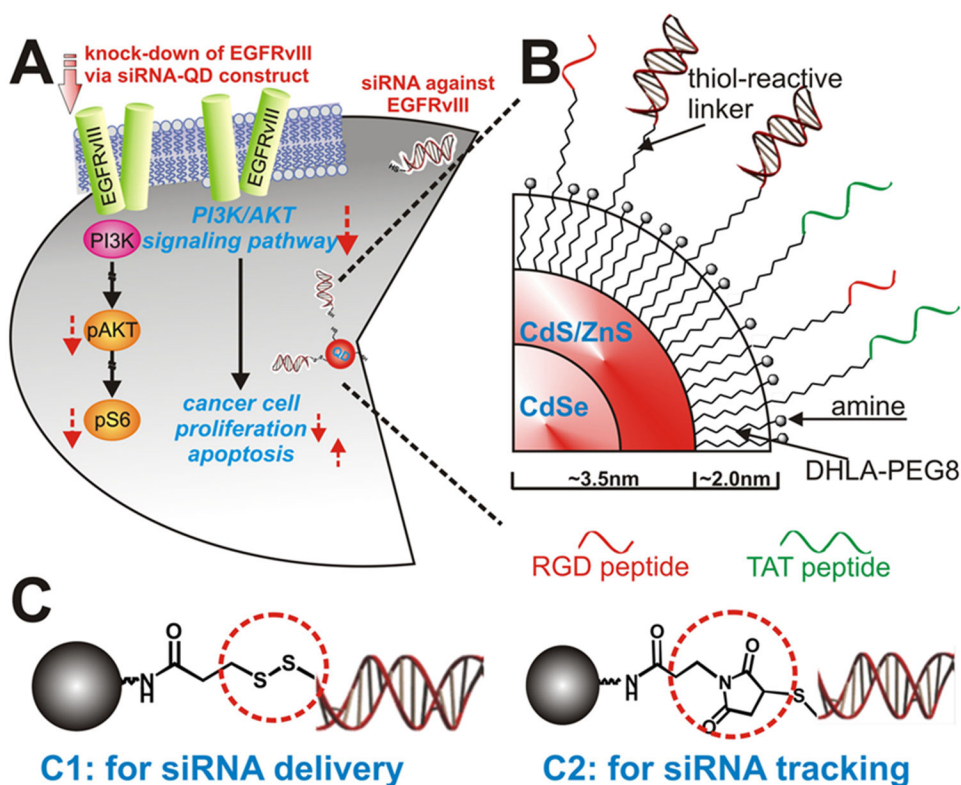 A
knock-down of EGFRvIII
via siRNA-QD construct
siRNA against
EGFRvIII
HS
EGFRvIII
EGFRvIII
PI3K
PI3K/AKT
signaling pathway
pAKT
pS6
QD
cancer cell
proliferation
apoptosis
B
thiol-reactive
linker
CdS/ZnS
CdSe
amine
DHLA-PEG8
~3.5nm
~2.0nm
RGD peptide
TAT peptide
C
O
N
H
S
S
C1: for siRNA delivery
O
N
H
N
O
O
S
C2: for siRNA tracking